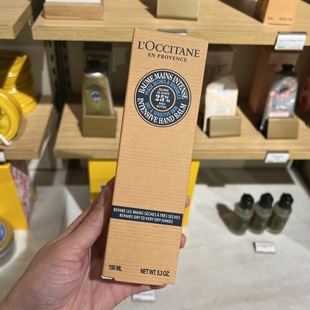 L'OCCITANE
EN PROVENCE
BAUME MAINS INTENSE
25%
INTENSIVE HAND BALM
RÉPARE LES MAINS SÈCHES À TRÈS SÈCHES
REPAIRS DRY TO VERY DRY HANDS
150 ML
NET WT. 5.3 OZ.